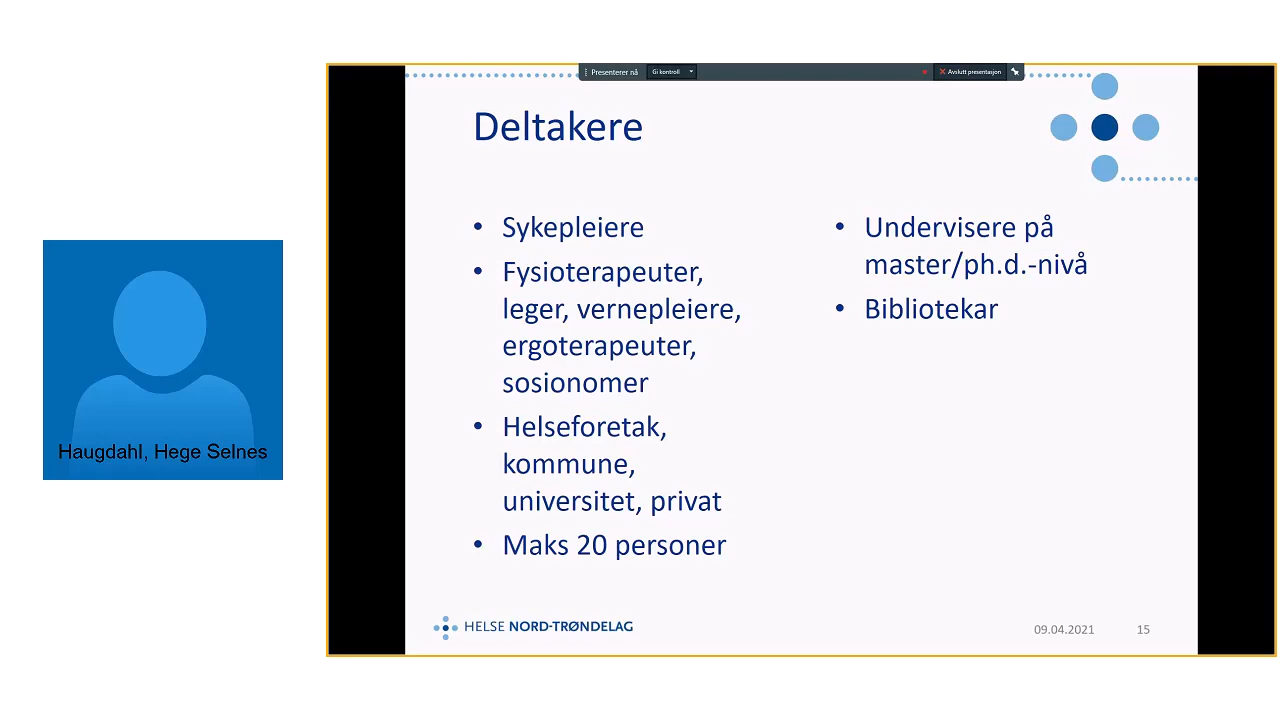 Presenterer nå
Gi kontroll
Avslutt presentasjon
Deltakere
• Sykepleiere
• Fysioterapeuter,
leger, vernepleiere,
ergoterapeuter,
sosionomer
• Helseforetak,
kommune,
universitet, privat
• Maks 20 personer
• Undervisere på
master/ph.d.-nivå
• Bibliotekar
Haugdahl, Hege Selnes
HELSE NORD-TRØNDELAG
09.04.2021
15